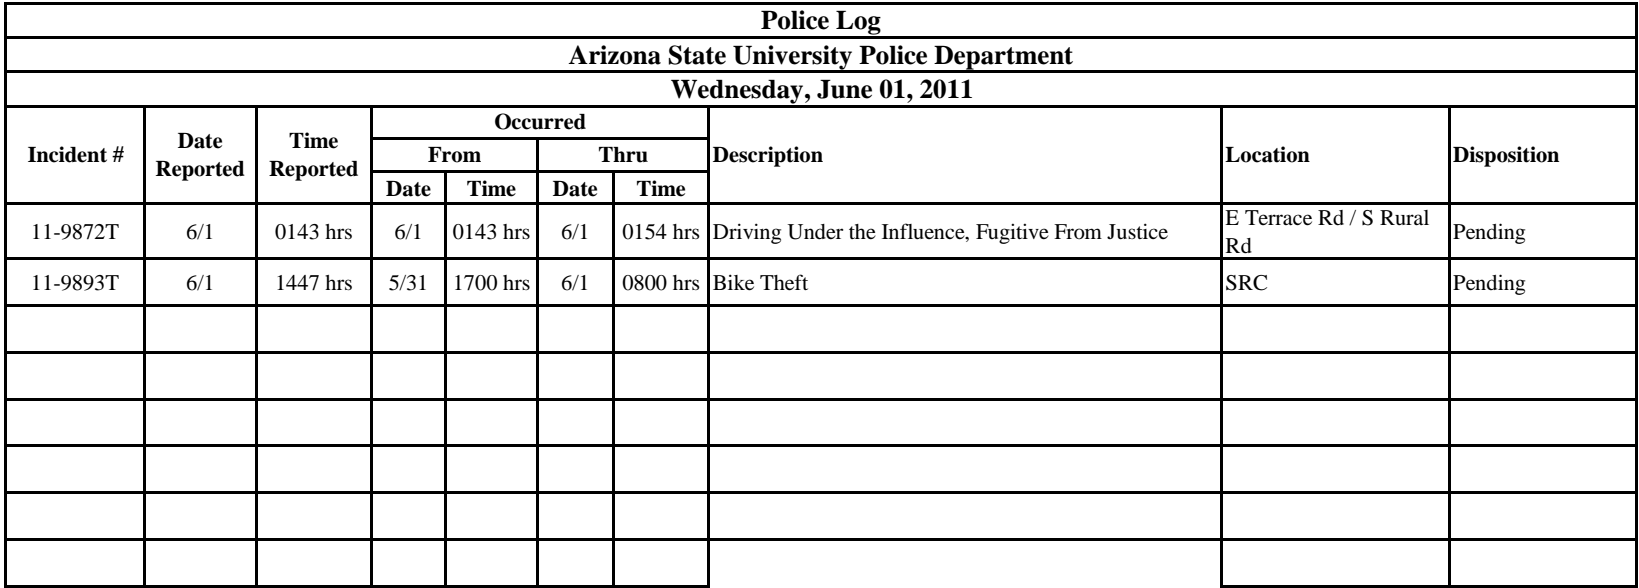 Police Log
Arizona State University Police Department
Wednesday, June 01, 2011
Incident # Date Reported Time Reported Occurred Description Location Disposition
From Thru
Date Time Date Time
11-9872T 6/1 0143 hrs 6/1 0143 hrs 6/1 0154 hrs Driving Under the Influence, Fugitive From Justice E Terrace Rd / S Rural Rd Pending
11-9893T 6/1 1447 hrs 5/31 1700 hrs 6/1 0800 hrs Bike Theft SRC Pending